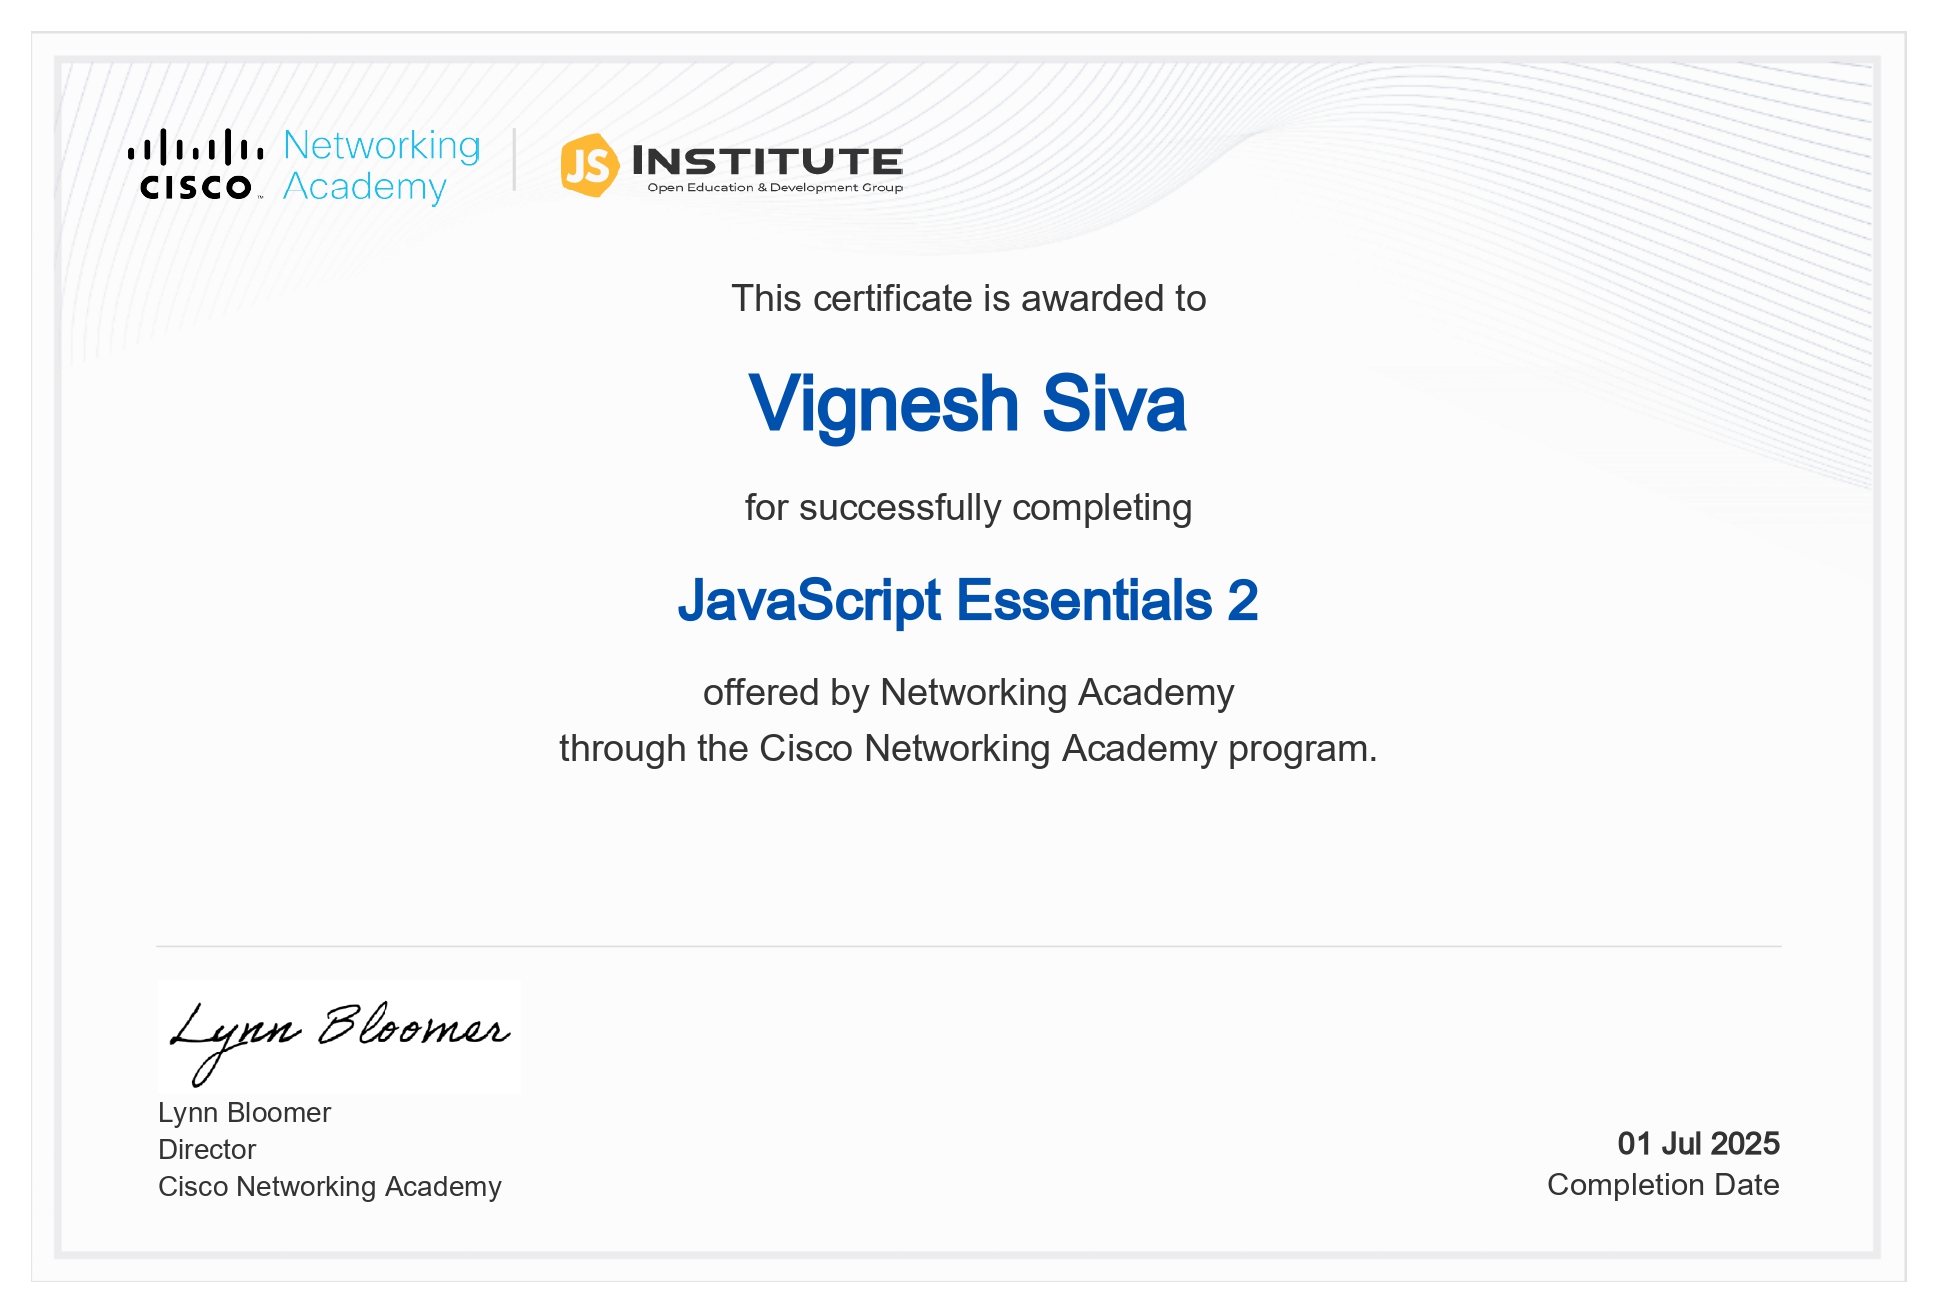 CISCO™
Networking
Academy
JS INSTITUTE
Open Education & Development Group
This certificate is awarded to
Vignesh Siva
for successfully completing
JavaScript Essentials 2
offered by Networking Academy
through the Cisco Networking Academy program.
Lynn Bloomer
Lynn Bloomer
Director
Cisco Networking Academy
01 Jul 2025
Completion Date